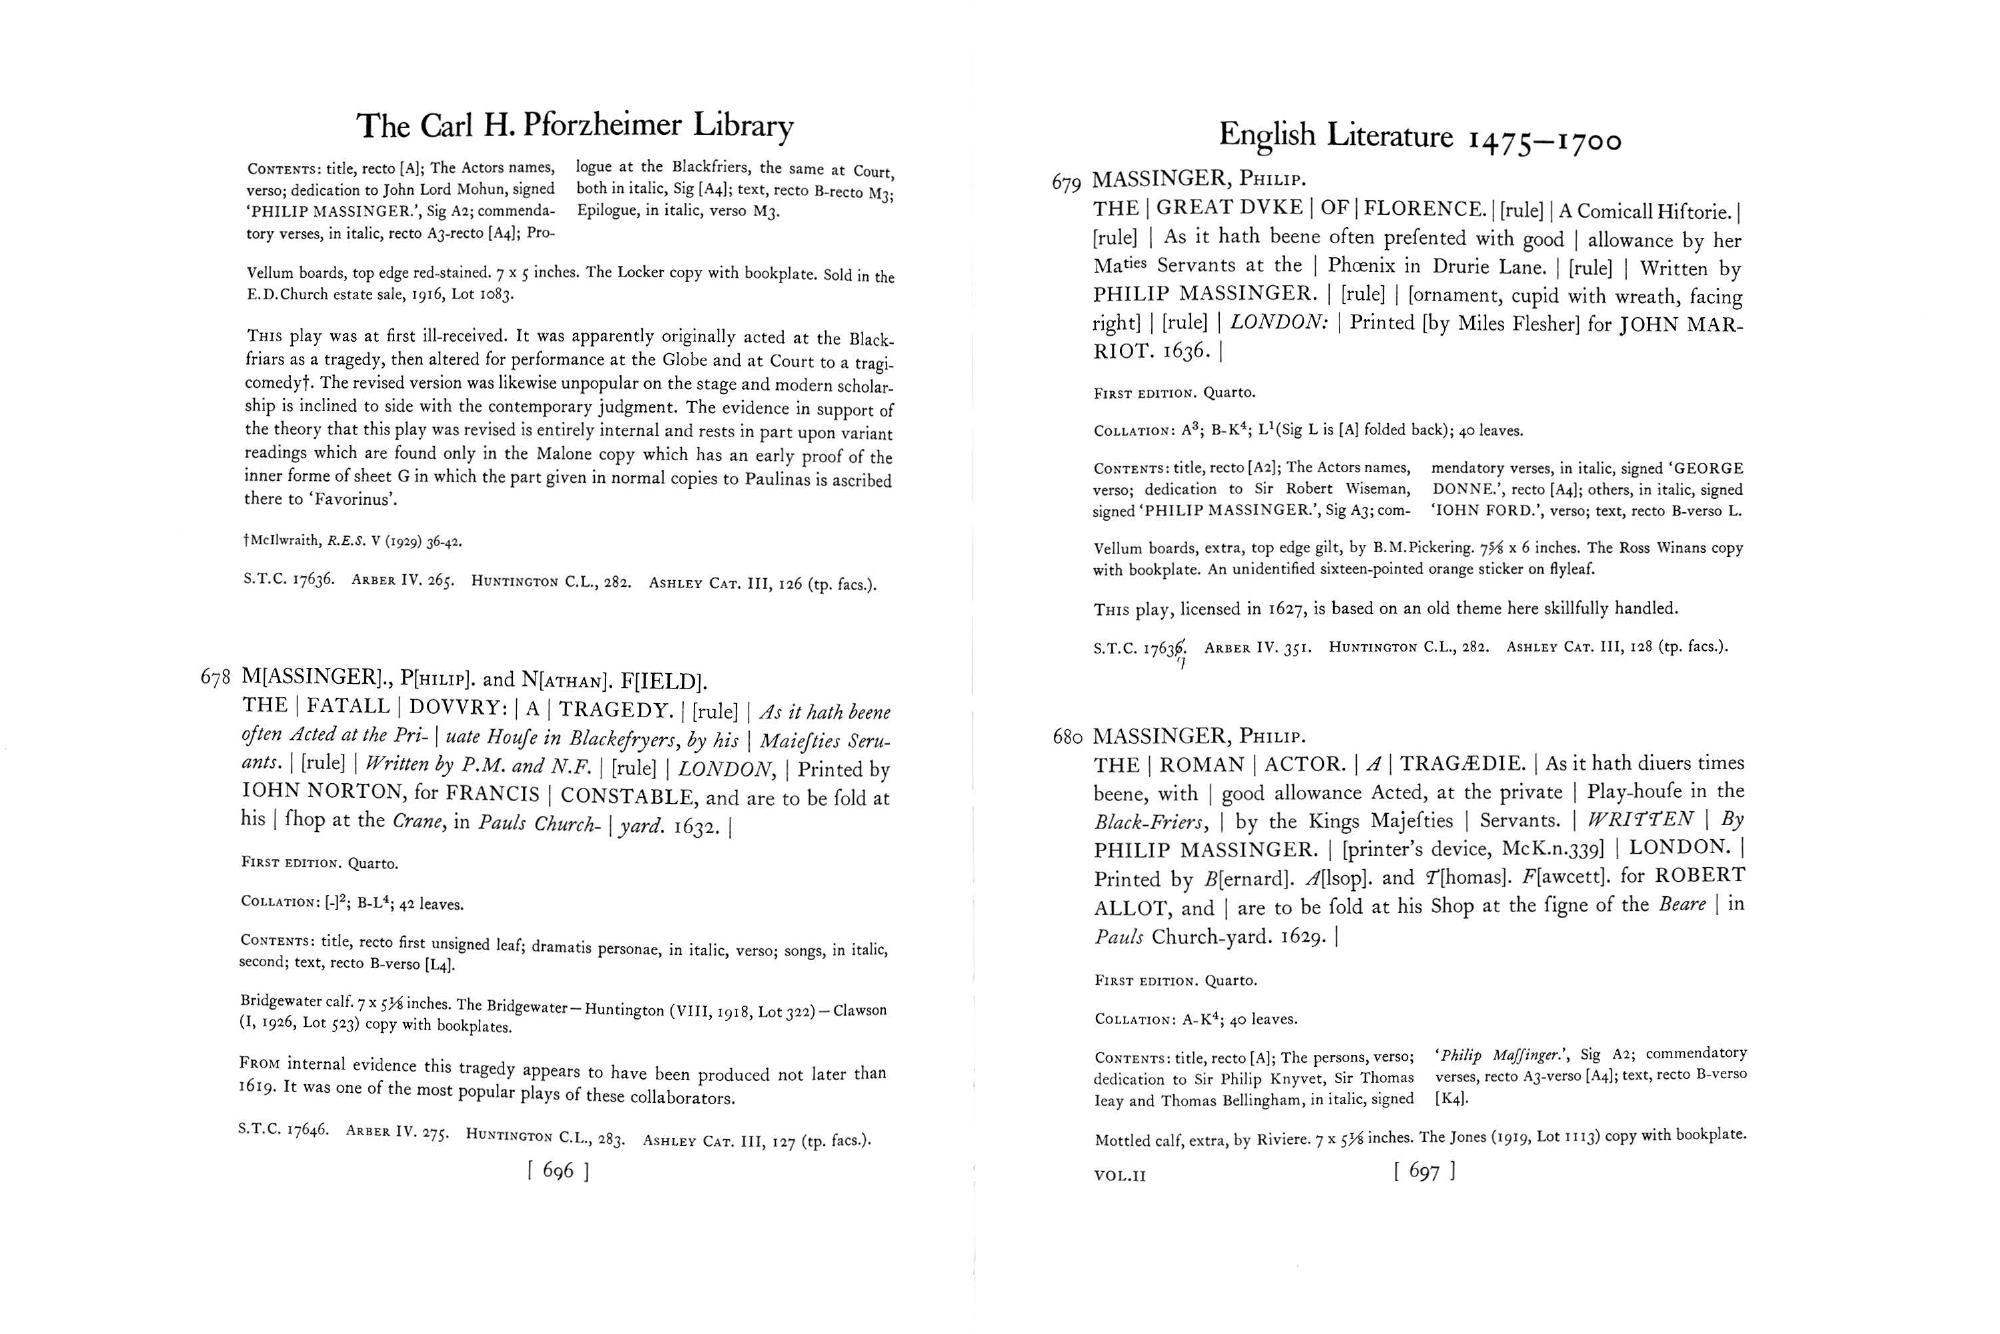 The Carl H. Pforzheimer Library
CONTENTS: title, recto [A]; The Actors names,
verso; dedication to John Lord Mohun, signed
‘PHILIP MASSINGER.’, Sig A2; commenda-
tory verses, in italic, recto A3-recto [A4]; Pro-
logue at the Blackfriers, the same at Court,
both in italic, Sig [A4]; text, recto B-recto M3;
Epilogue, in italic, verso M3.
Vellum boards, top edge red-stained. 7 x 5 inches. The Locker copy with bookplate. Sold in the
E.D.Church estate sale, 1916, Lot 1083.
THIS play was at first ill-received. It was apparently originally acted at the Black-
friars as a tragedy, then altered for performance at the Globe and at Court to a tragi-
comedy†. The revised version was likewise unpopular on the stage and modern scholar-
ship is inclined to side with the contemporary judgment. The evidence in support of
the theory that this play was revised is entirely internal and rests in part upon variant
readings which are found only in the Malone copy which has an early proof of the
inner forme of sheet G in which the part given in normal copies to Paulinas is ascribed
there to ‘Favorinus’.
†McIlwraith, R.E.S. V (1929) 36-42.
S.T.C. 17636. ARBER IV. 265. HUNTINGTON C.L., 282. ASHLEY CAT. III, 126 (tp. facs.).
678 M[ASSINGER]., P[HILIP]. and N[ATHAN]. F[IELD].
THE | FATALL | DOVVRY: | A | TRAGEDY. | [rule] | As it hath beene
often Acted at the Pri- | uate Houſe in Blackefryers, by his | Maieſties Seru-
ants. | [rule] | Written by P.M. and N.F. | [rule] | LONDON, | Printed by
IOHN NORTON, for FRANCIS | CONSTABLE, and are to be ſold at
his | ſhop at the Crane, in Pauls Church- | yard. 1632. |
FIRST EDITION. Quarto.
COLLATION: [-]²; B-L⁴; 42 leaves.
CONTENTS: title, recto first unsigned leaf; dramatis personae, in italic, verso; songs, in italic,
second; text, recto B-verso [L4].
Bridgewater calf. 7 x 5⅛ inches. The Bridgewater—Huntington (VIII, 1918, Lot 322)—Clawson
(I, 1926, Lot 523) copy with bookplates.
FROM internal evidence this tragedy appears to have been produced not later than
1619. It was one of the most popular plays of these collaborators.
S.T.C. 17646. ARBER IV. 275. HUNTINGTON C.L., 283. ASHLEY CAT. III, 127 (tp. facs.).
[ 696 ]
English Literature 1475—1700
679 MASSINGER, PHILIP.
THE | GREAT DVKE | OF | FLORENCE. | [rule] | A Comicall Hiſtorie. |
[rule] | As it hath beene often preſented with good | allowance by her
Maties Servants at the | Phœnix in Drurie Lane. | [rule] | Written by
PHILIP MASSINGER. | [rule] | [ornament, cupid with wreath, facing
right] | [rule] | LONDON: | Printed [by Miles Flesher] for JOHN MAR-
RIOT. 1636. |
FIRST EDITION. Quarto.
COLLATION: A³; B-K⁴; L¹(Sig L is [A] folded back); 40 leaves.
CONTENTS: title, recto [A2]; The Actors names,
verso; dedication to Sir Robert Wiseman,
signed ‘PHILIP MASSINGER.’, Sig A3; com-
mendatory verses, in italic, signed ‘GEORGE
DONNE.’, recto [A4]; others, in italic, signed
‘IOHN FORD.’, verso; text, recto B-verso L.
Vellum boards, extra, top edge gilt, by B.M.Pickering. 7⅝ x 6 inches. The Ross Winans copy
with bookplate. An unidentified sixteen-pointed orange sticker on flyleaf.
THIS play, licensed in 1627, is based on an old theme here skillfully handled.
S.T.C. 17636. ARBER IV. 351. HUNTINGTON C.L., 282. ASHLEY CAT. III, 128 (tp. facs.).
7
680 MASSINGER, PHILIP.
THE | ROMAN | ACTOR. | A | TRAGÆDIE. | As it hath diuers times
beene, with | good allowance Acted, at the private | Play-houſe in the
Black-Friers, | by the Kings Majeſties | Servants. | WRITTEN | By
PHILIP MASSINGER. | [printer's device, McK.n.339] | LONDON. |
Printed by B[ernard]. A[lsop]. and T[homas]. F[awcett]. for ROBERT
ALLOT, and | are to be ſold at his Shop at the ſigne of the Beare | in
Pauls Church-yard. 1629. |
FIRST EDITION. Quarto.
COLLATION: A-K⁴; 40 leaves.
CONTENTS: title, recto [A]; The persons, verso;
dedication to Sir Philip Knyvet, Sir Thomas
Ieay and Thomas Bellingham, in italic, signed
‘Philip Maſſinger.’, Sig A2; commendatory
verses, recto A3-verso [A4]; text, recto B-verso
[K4].
Mottled calf, extra, by Riviere. 7 x 5⅛ inches. The Jones (1919, Lot 1113) copy with bookplate.
VOL.II
[ 697 ]